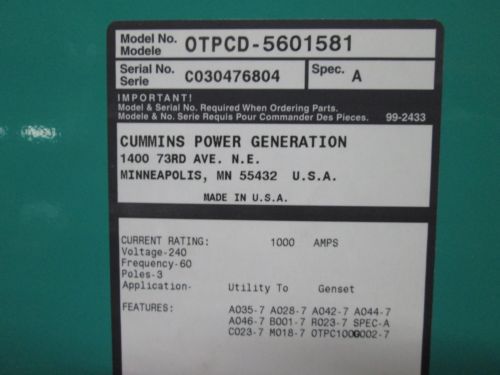 Model No. OTPCD-5601581
Modele
Serial No. C030476804 Spec. A
Serie
IMPORTANT!
Model & Serial No. Required When Ordering Parts.
Modele & No. Serie Requis Pour Commander Des Pieces. 99-2433
CUMMINS POWER GENERATION
1400 73RD AVE. N.E.
MINNEAPOLIS, MN 55432 U.S.A.
MADE IN U.S.A.
CURRENT RATING: 1000 AMPS
Voltage-240
Frequency-60
Poles-3
Application- Utility To Genset
FEATURES: A035-7 A028-7 A042-7 A044-7
A046-7 B001-7 R023-7 SPEC-A
C023-7 M018-7 OTPC1000 G002-7